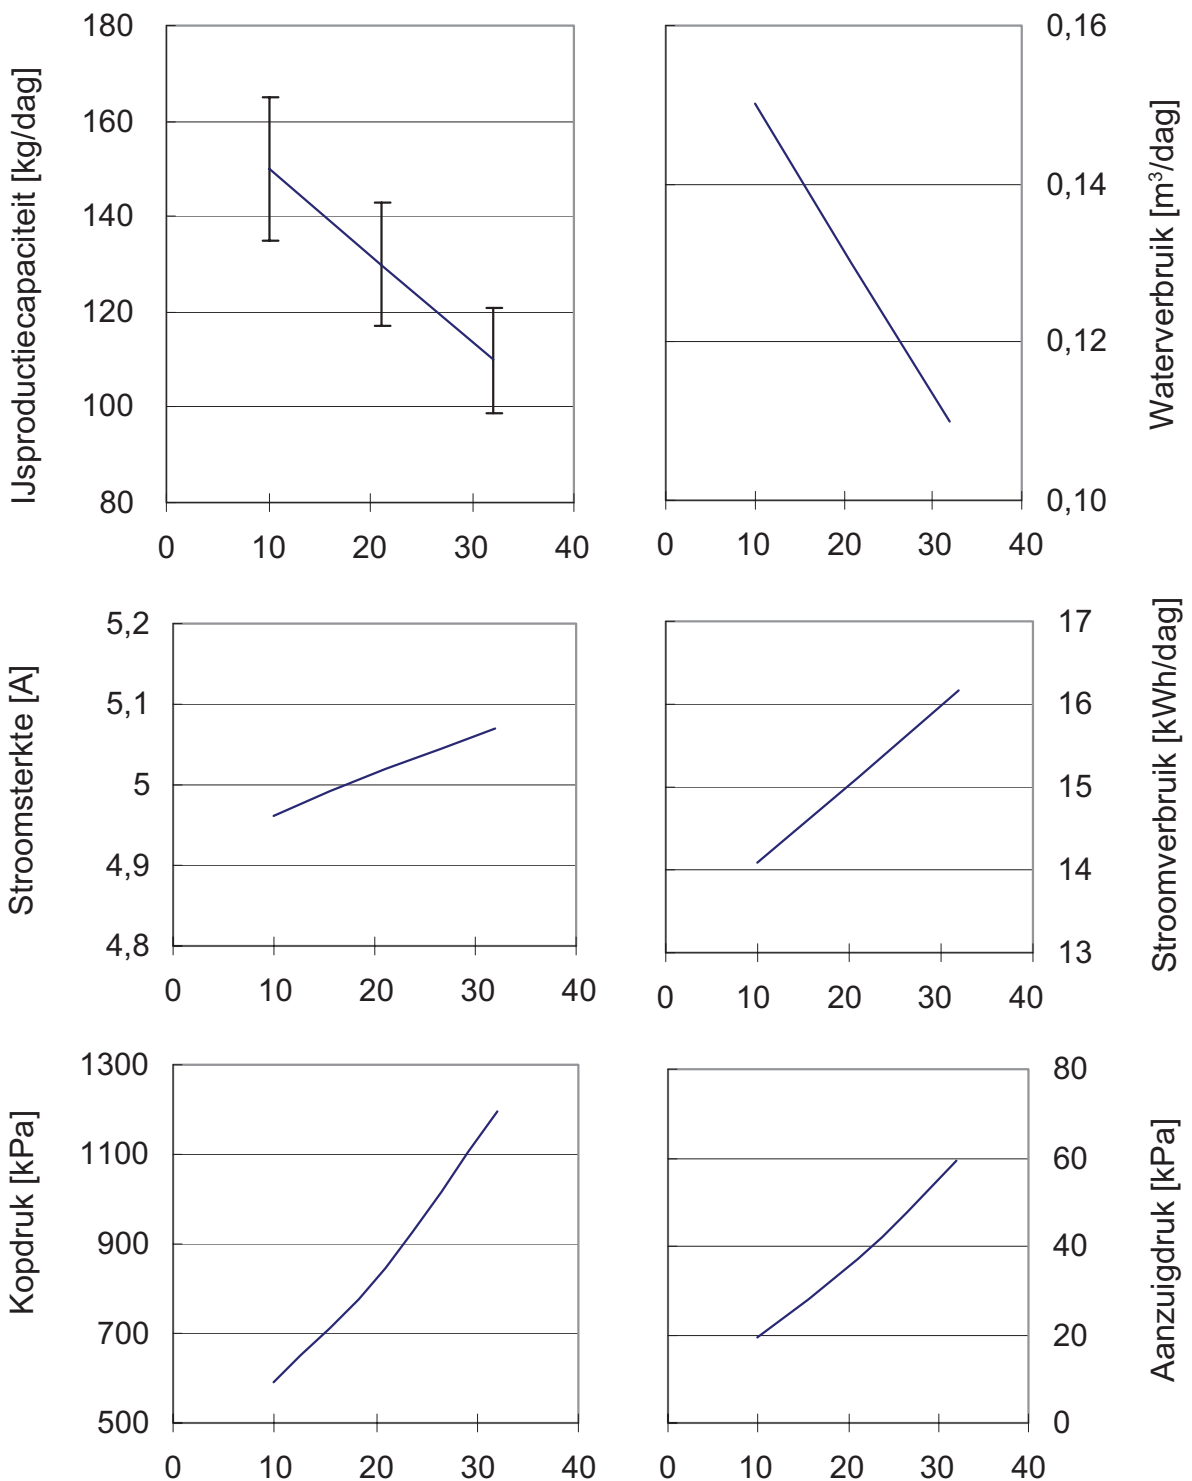 IJsproductiecapaciteit [kg/dag]
180
160
140
120
100
80
0 10 20 30 40
Waterverbruik [m³/dag]
0,16
0,14
0,12
0,10
0 10 20 30 40
Stroomsterkte [A]
5,2
5,1
5
4,9
4,8
0 10 20 30 40
Stroomverbruik [kWh/dag]
17
16
15
14
13
0 10 20 30 40
Kopdruk [kPa]
1300
1100
900
700
500
0 10 20 30 40
Aanzuigdruk [kPa]
80
60
40
20
0
0 10 20 30 40